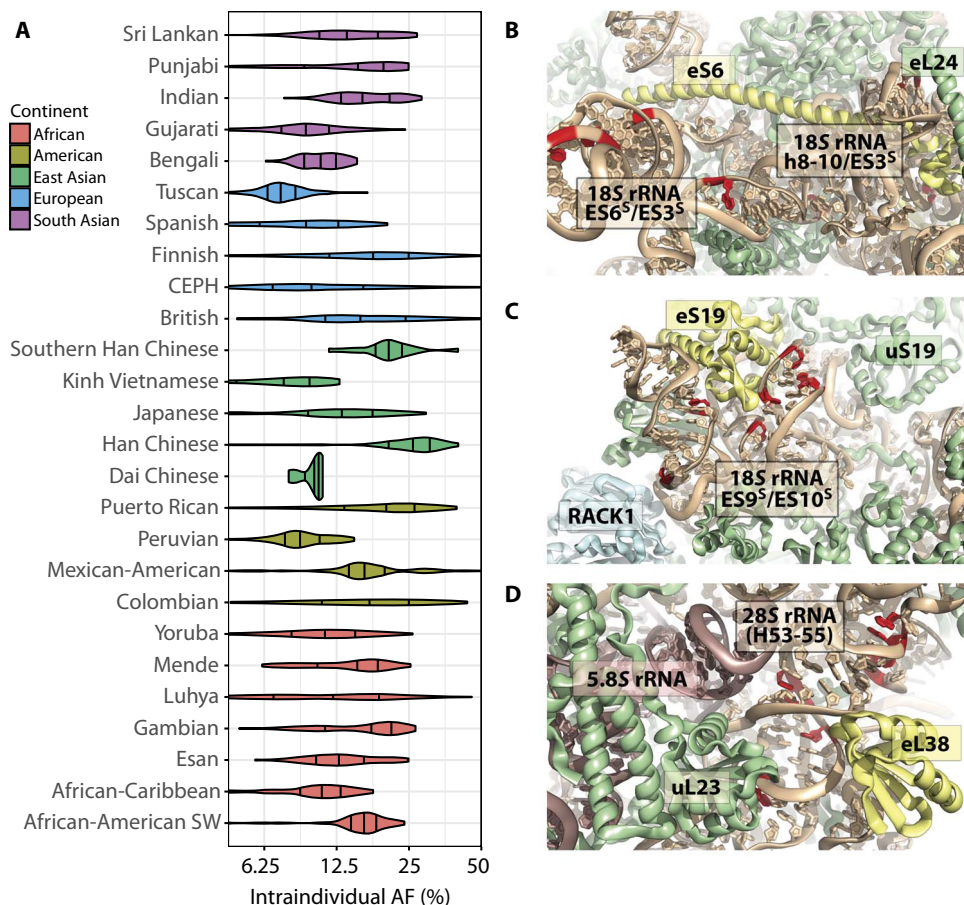 A
Sri Lankan
Punjabi
Indian
Gujarati
Bengali
Tuscan
Spanish
Finnish
CEPH
British
Southern Han Chinese
Kinh Vietnamese
Japanese
Han Chinese
Dai Chinese
Puerto Rican
Peruvian
Mexican-American
Colombian
Yoruba
Mende
Luhya
Gambian
Esan
African-Caribbean
African-American SW
Continent
African
American
East Asian
European
South Asian
6.25
12.5
25
50
Intraindividual AF (%)
B
eS6
eL24
18S rRNA
h8-10/ES3ˢ
18S rRNA
ES6ˢ/ES3ˢ
C
eS19
uS19
18S rRNA
ES9ˢ/ES10ˢ
RACK1
D
28S rRNA
(H53-55)
5.8S rRNA
eL38
uL23